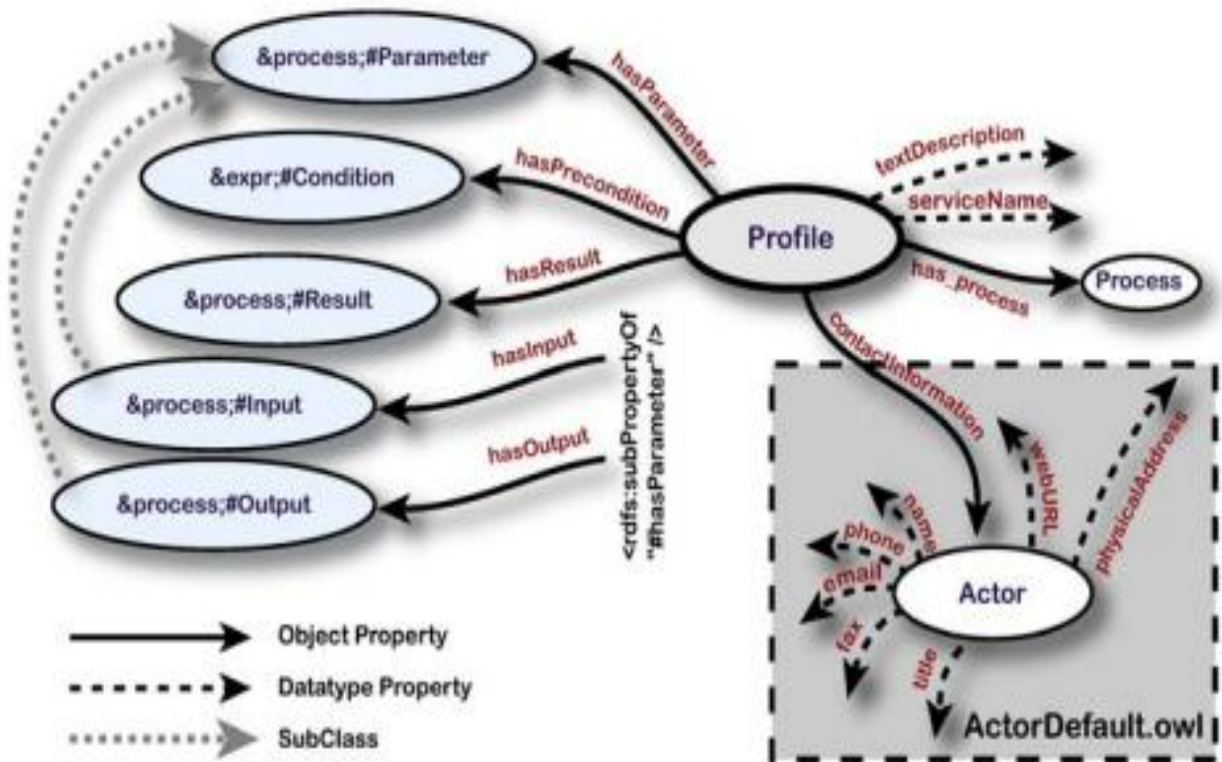 &process;#Parameter
hasParameter
&expr;#Condition
hasPrecondition
&process;#Result
hasResult
&process;#Input
hasInput
&process;#Output
hasOutput
<rdfs:subPropertyOf
"#hasParameter" />
Profile
textDescription
serviceName
has_process
Process
contactInformation
webURL
physicalAddress
name
phone
email
fax
title
Actor
ActorDefault.owl
Object Property
Datatype Property
SubClass